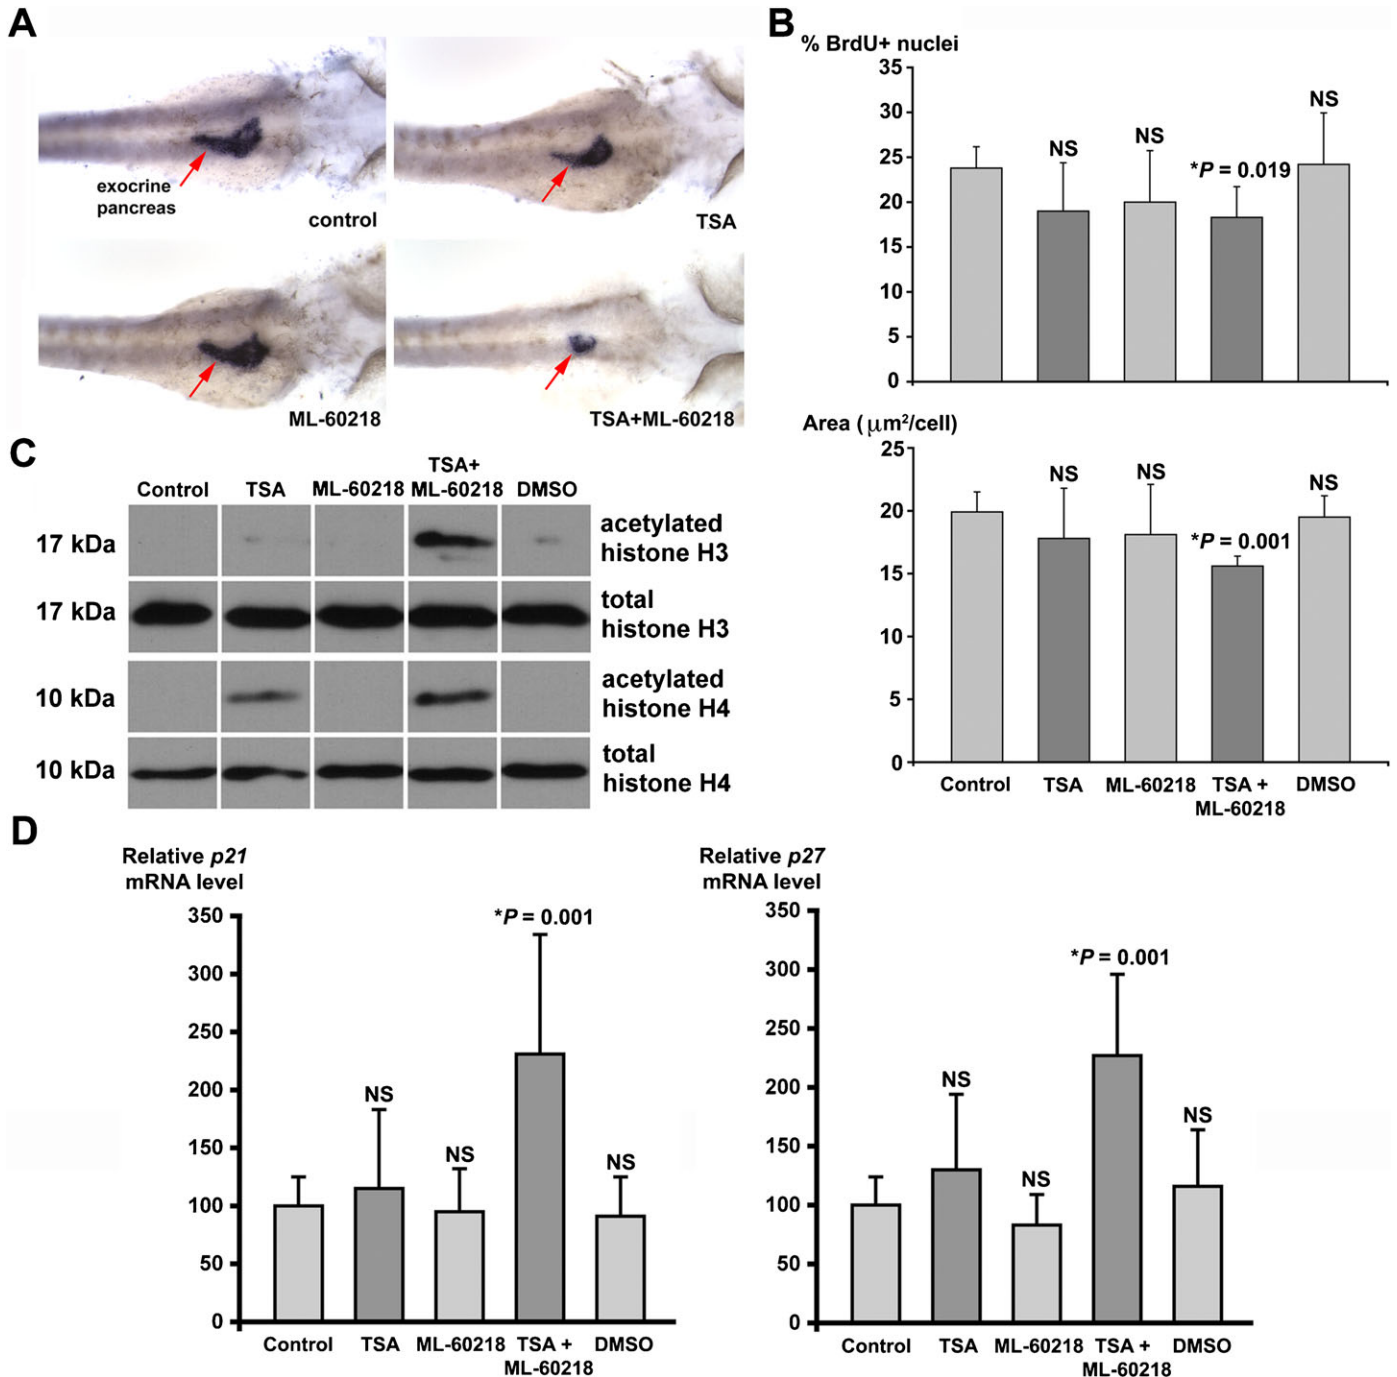 A
exocrine
pancreas
control
TSA
ML-60218
TSA+ML-60218
B
% BrdU+ nuclei
35
30
25
20
15
10
5
0
NS
NS
*P = 0.019
NS
Area (μm²/cell)
25
20
15
10
5
0
NS
NS
*P = 0.001
NS
Control
TSA
ML-60218
TSA +
ML-60218
DMSO
C
Control
TSA
ML-60218
TSA+
ML-60218
DMSO
17 kDa
acetylated
histone H3
17 kDa
total
histone H3
10 kDa
acetylated
histone H4
10 kDa
total
histone H4
D
Relative p21
mRNA level
350
300
250
200
150
100
50
0
NS
NS
*P = 0.001
NS
Control
TSA
ML-60218
TSA +
ML-60218
DMSO
Relative p27
mRNA level
350
300
250
200
150
100
50
0
NS
NS
*P = 0.001
NS
Control
TSA
ML-60218
TSA +
ML-60218
DMSO